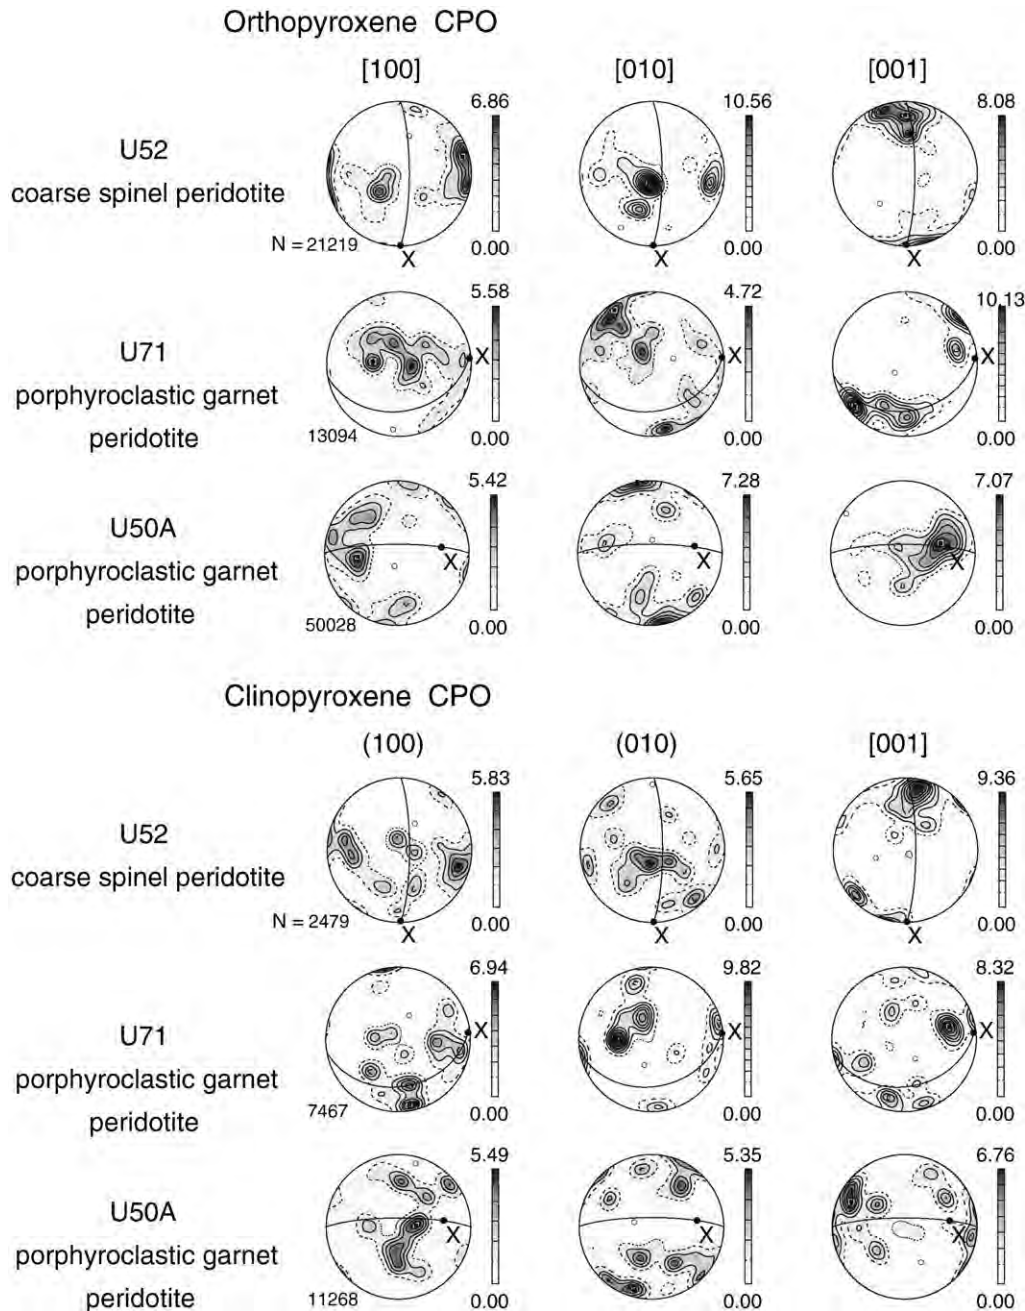 Orthopyroxene CPO
[100] [010] [001]
6.86 10.56 8.08
U52
coarse spinel peridotite
N = 21219 0.00 0.00 0.00
X X X
5.58 4.72 10.13
U71 X X X
porphyroclastic garnet
peridotite
13094 0.00 0.00 0.00
5.42 7.28 7.07
U50A
X X X
porphyroclastic garnet
peridotite
50028 0.00 0.00 0.00
Clinopyroxene CPO
(100) (010) [001]
5.83 5.65 9.36
U52
coarse spinel peridotite
N = 2479 0.00 0.00 0.00
X X X
6.94 9.82 8.32
U71 X X X
porphyroclastic garnet
7467 0.00 0.00 0.00
peridotite
5.49 5.35 6.76
U50A
X X X
porphyroclastic garnet
peridotite
11268 0.00 0.00 0.00